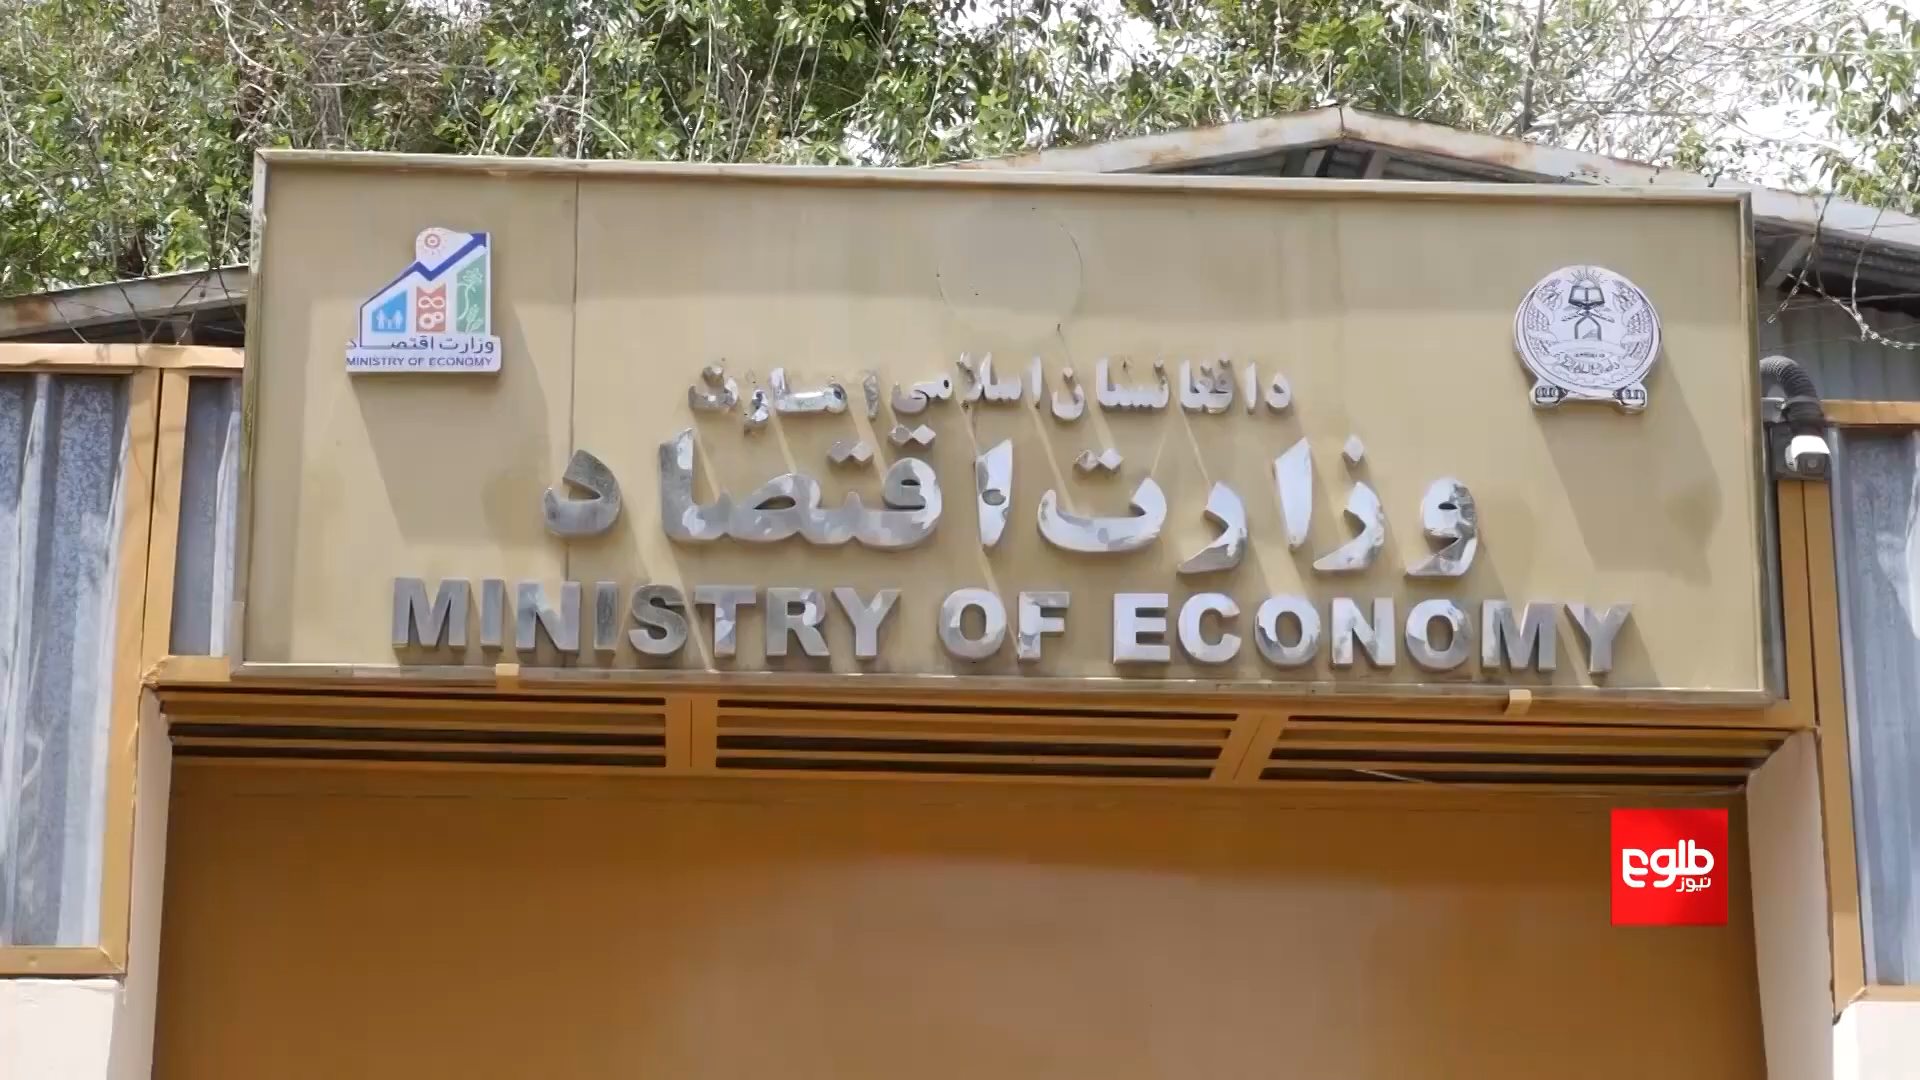 د افغانستان اسلامي امارت
وزارت اقتصاد
MINISTRY OF ECONOMY
وزارت اقتصاد
MINISTRY OF ECONOMY
طلوع
نیوز